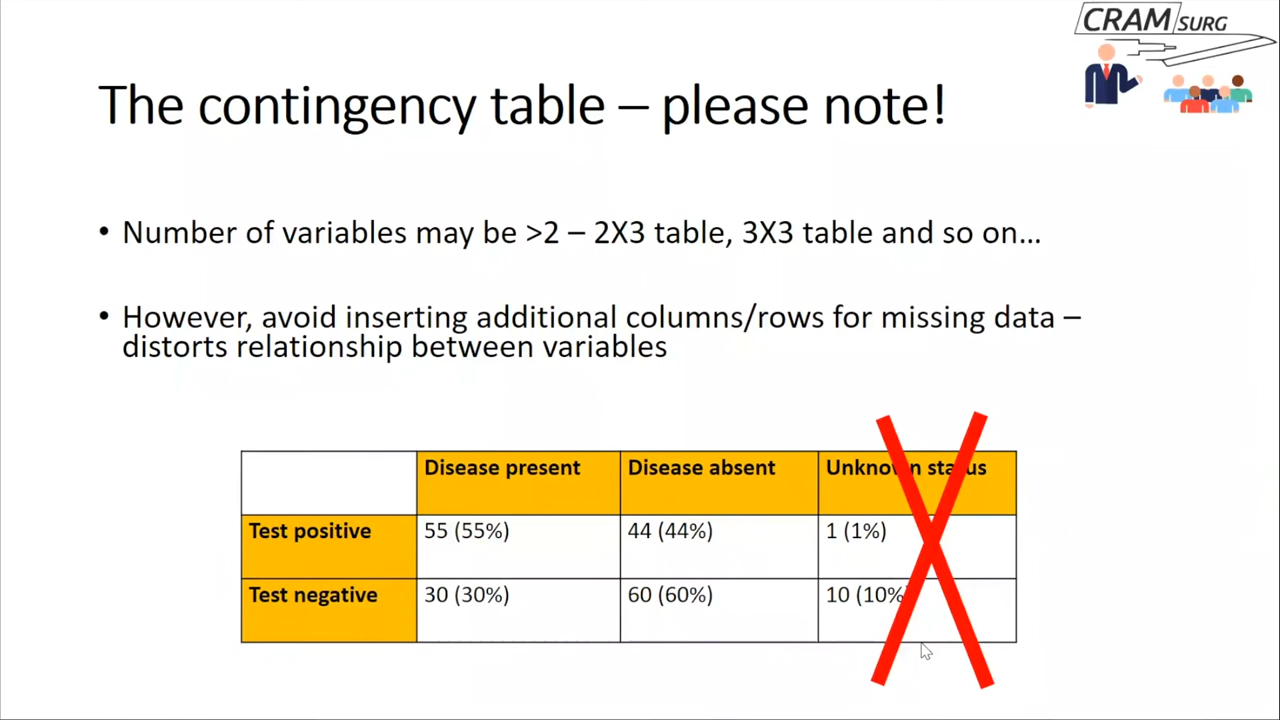 CRAM SURG
The contingency table – please note!
• Number of variables may be >2 – 2X3 table, 3X3 table and so on…
• However, avoid inserting additional columns/rows for missing data –
distorts relationship between variables
Disease present Disease absent Unknown status
Test positive 55 (55%) 44 (44%) 1 (1%)
Test negative 30 (30%) 60 (60%) 10 (10%)